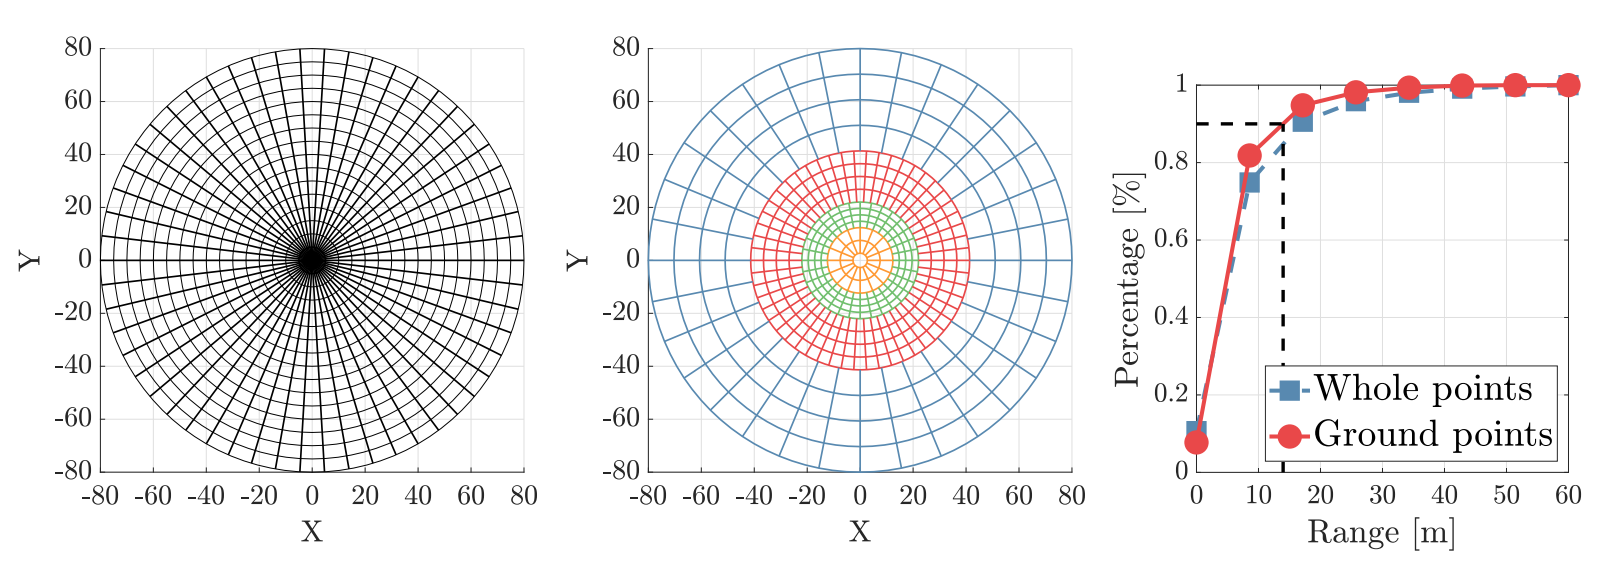 80
60
40
20
0
-20
-40
-60
-80
-80 -60 -40 -20 0 20 40 60 80
X
Y
80
60
40
20
0
-20
-40
-60
-80
-80 -60 -40 -20 0 20 40 60 80
X
Y
1
0.8
0.6
0.4
0.2
0
0 10 20 30 40 50 60
Range [m]
Percentage [%]
Whole points
Ground points